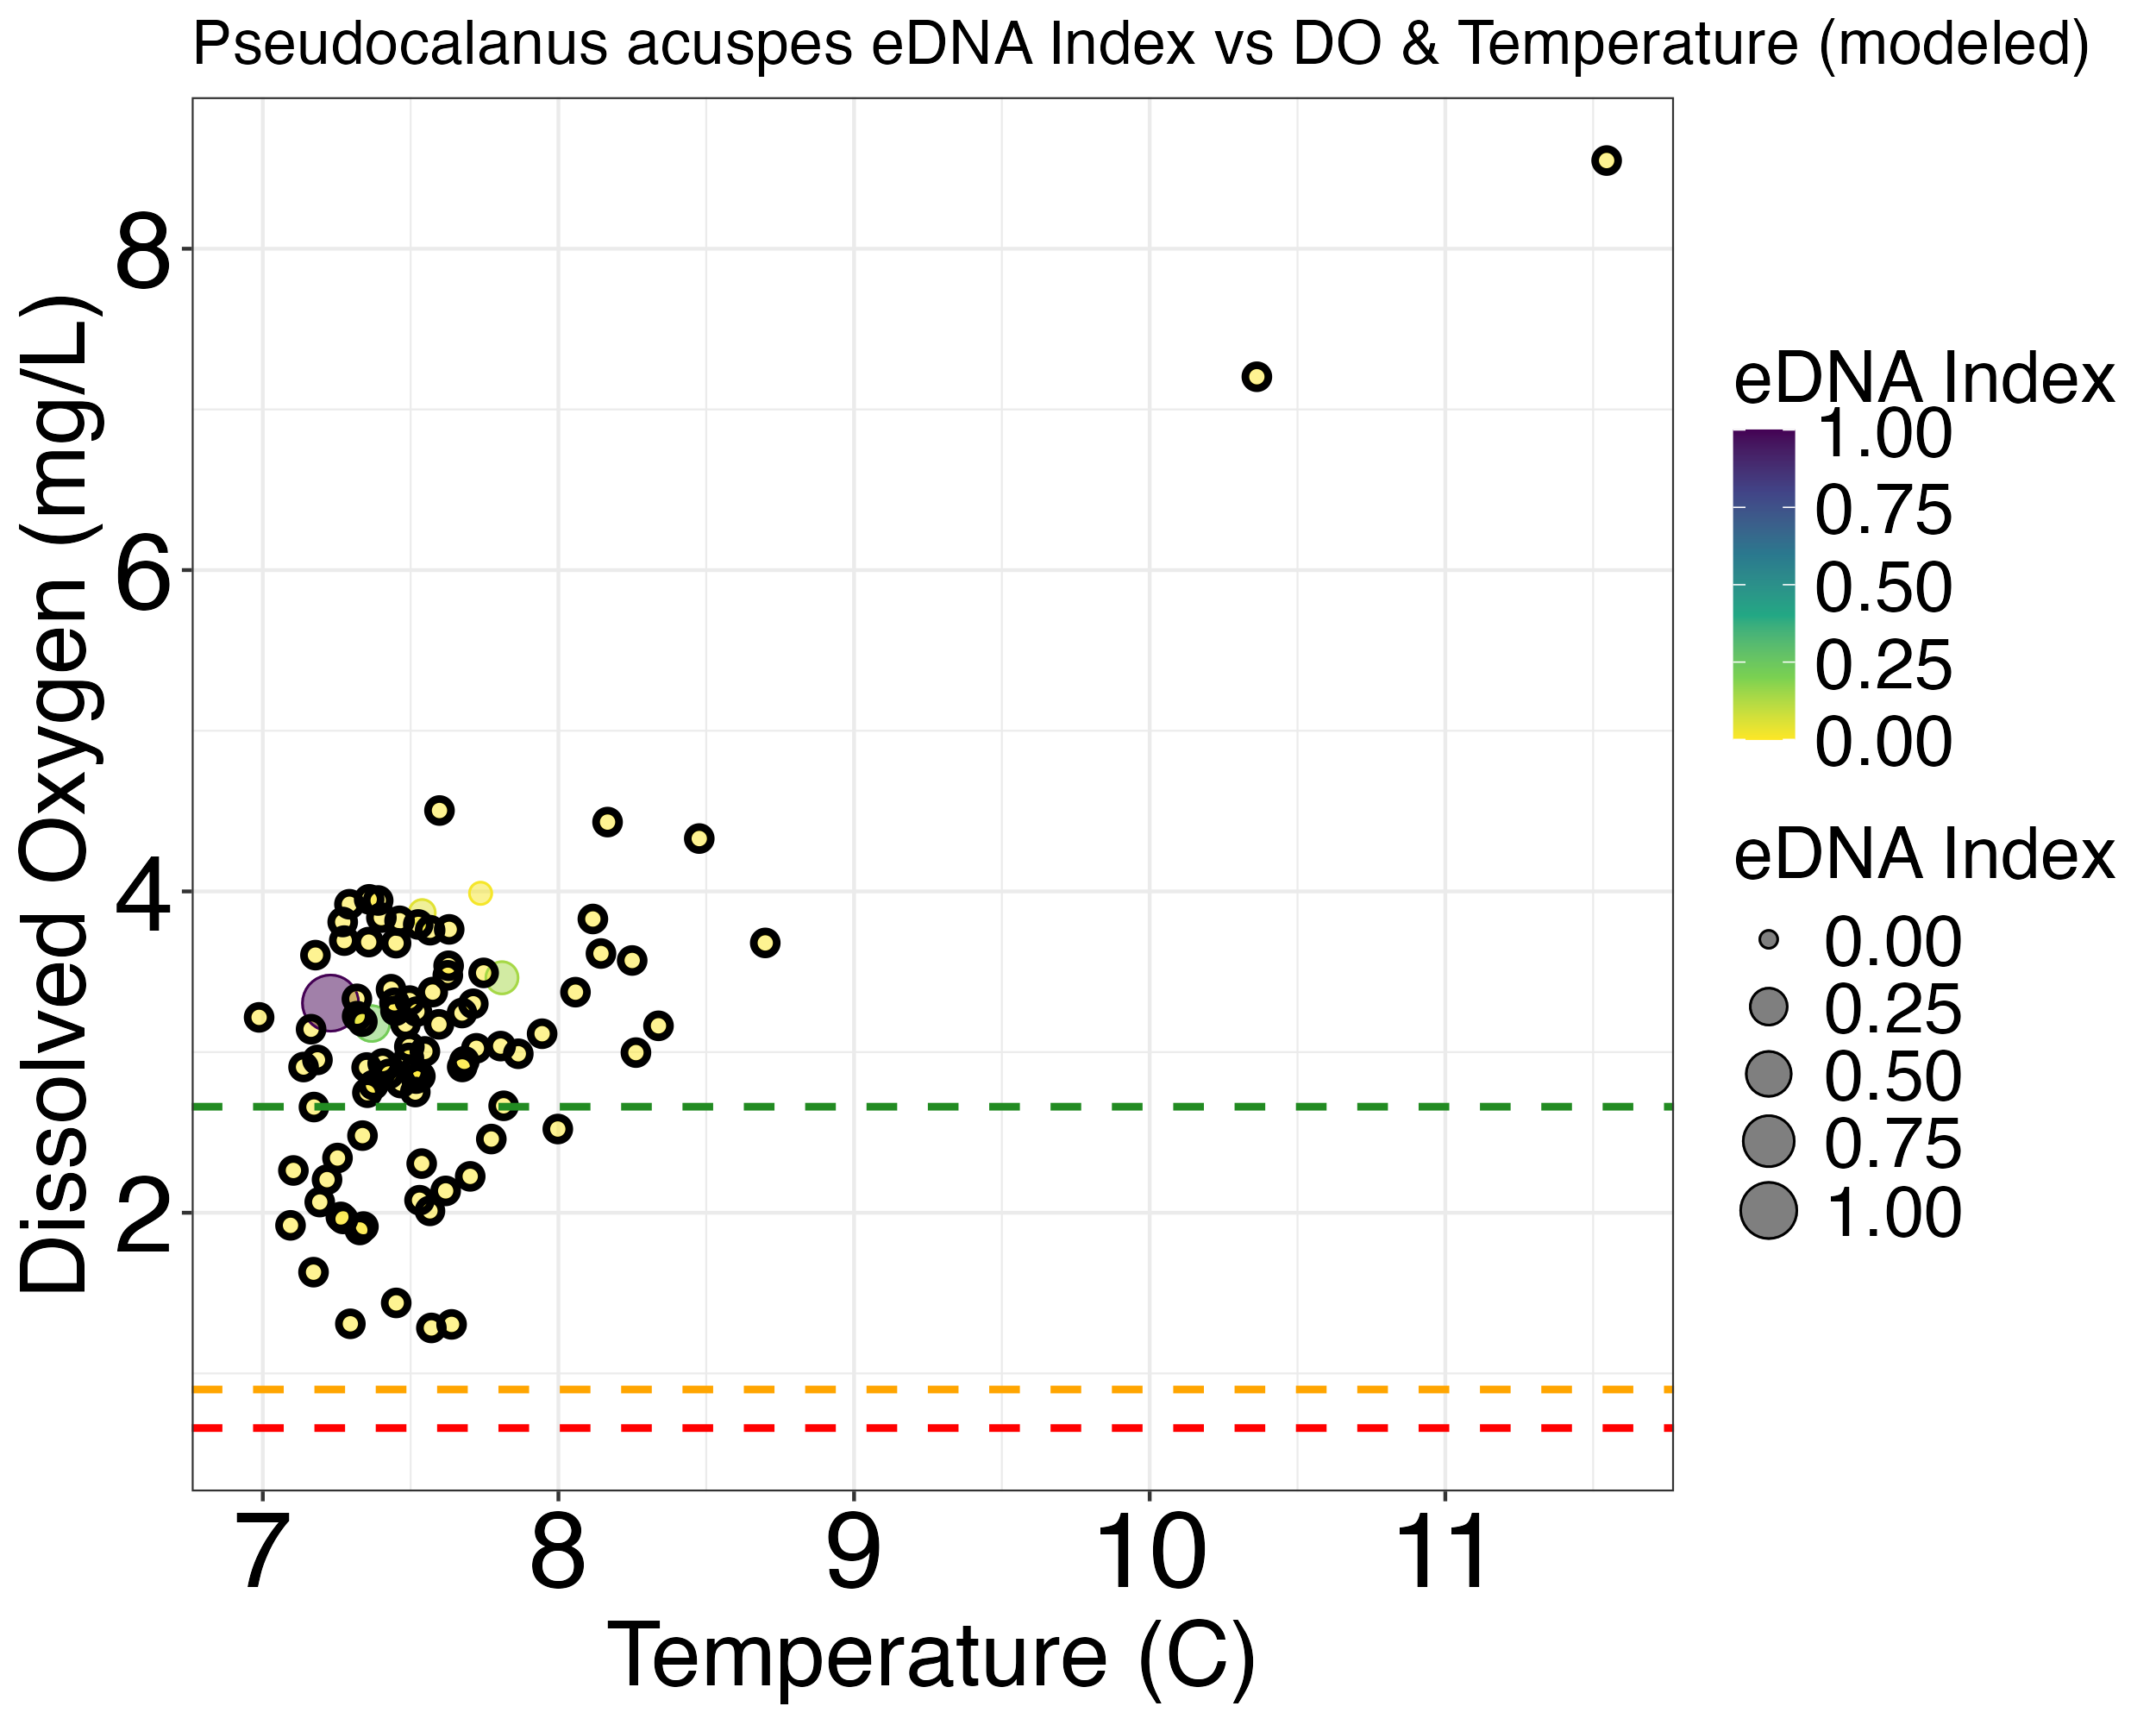 Pseudocalanus acuspes eDNA Index vs DO & Temperature (modeled)
Dissolved Oxygen (mg/L)
8
6
4
2
7 8 9 10 11
Temperature (C)
eDNA Index
1.00
0.75
0.50
0.25
0.00
eDNA Index
0.00
0.25
0.50
0.75
1.00